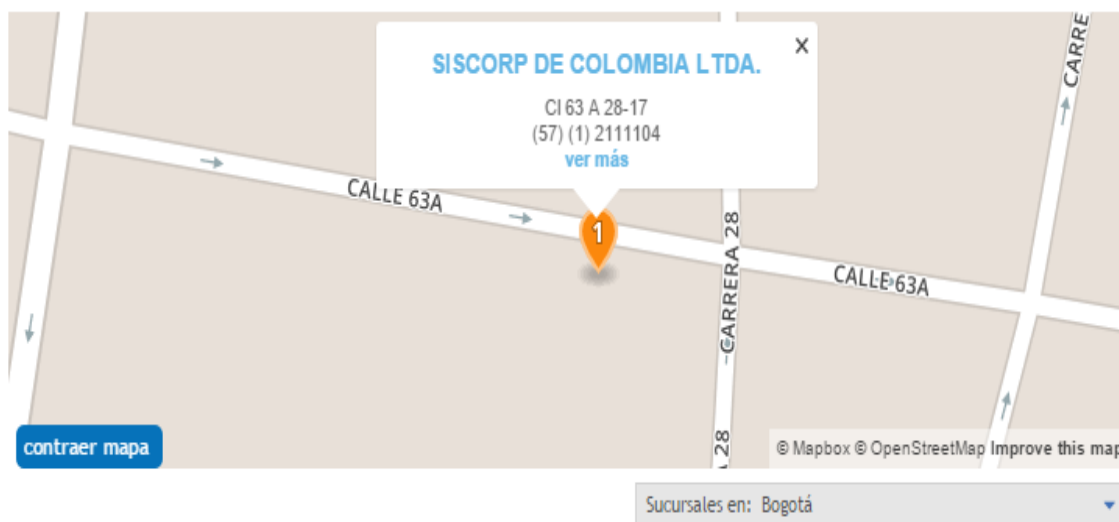 SISCORP DE COLOMBIA LTDA.
x
Cl 63 A 28-17
(57) (1) 2111104
ver más
CALLE 63A
1
CARRERA 28
CALLE 63A
CARRE
28
contraer mapa
© Mapbox © OpenStreetMap Improve this map
Sucursales en: Bogotá